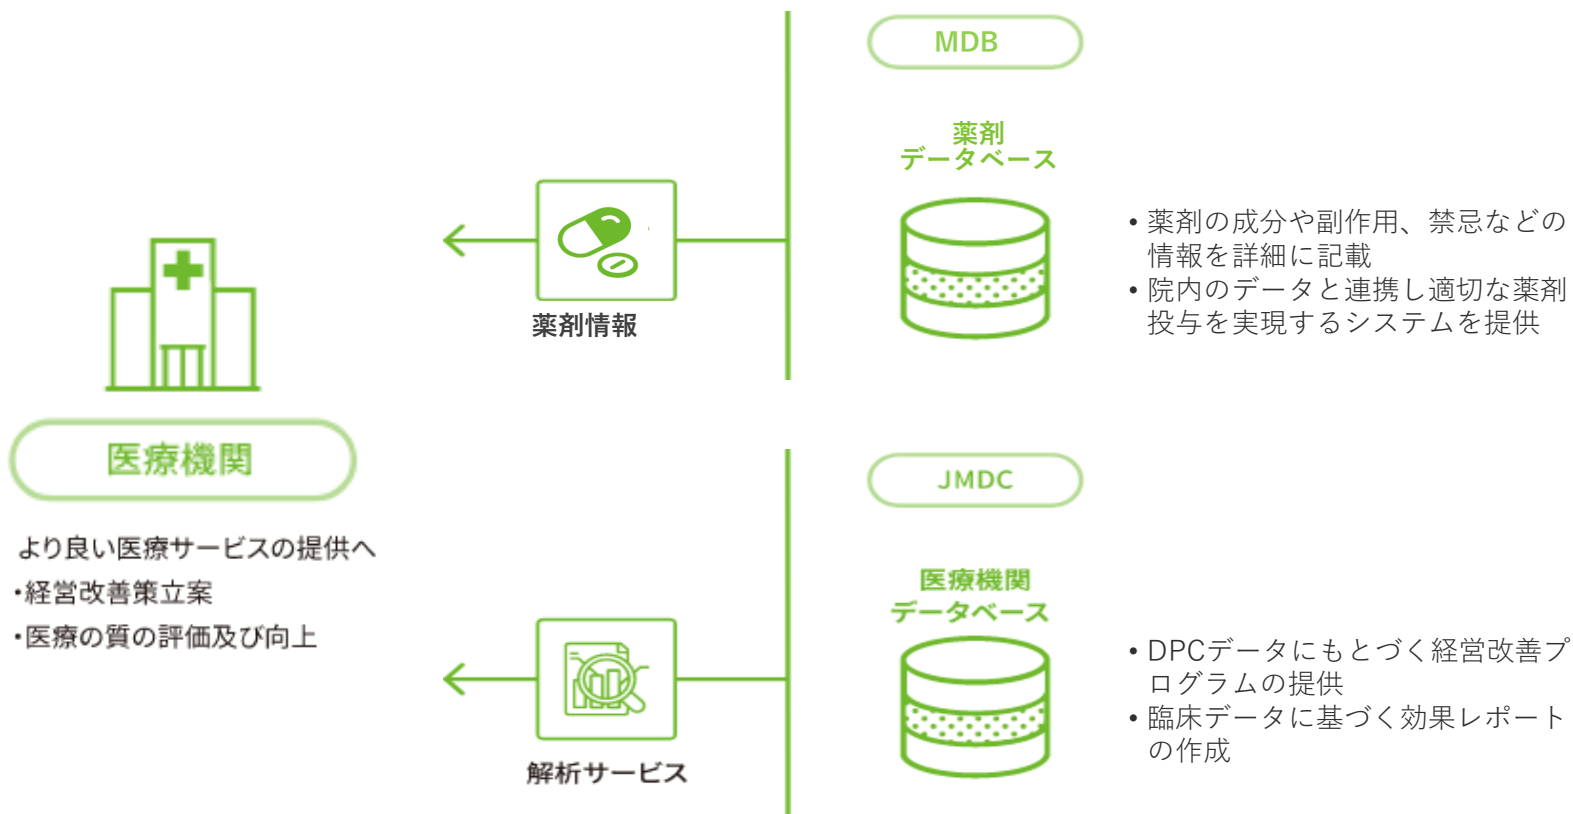 MDB
薬剤
データベース
• 薬剤の成分や副作用、禁忌などの
情報を詳細に記載
• 院内のデータと連携し適切な薬剤
投与を実現するシステムを提供
薬剤情報
医療機関
より良い医療サービスの提供へ
・経営改善策立案
・医療の質の評価及び向上
JMDC
医療機関
データベース
• DPCデータにもとづく経営改善プ
ログラムの提供
• 臨床データに基づく効果レポート
の作成
解析サービス